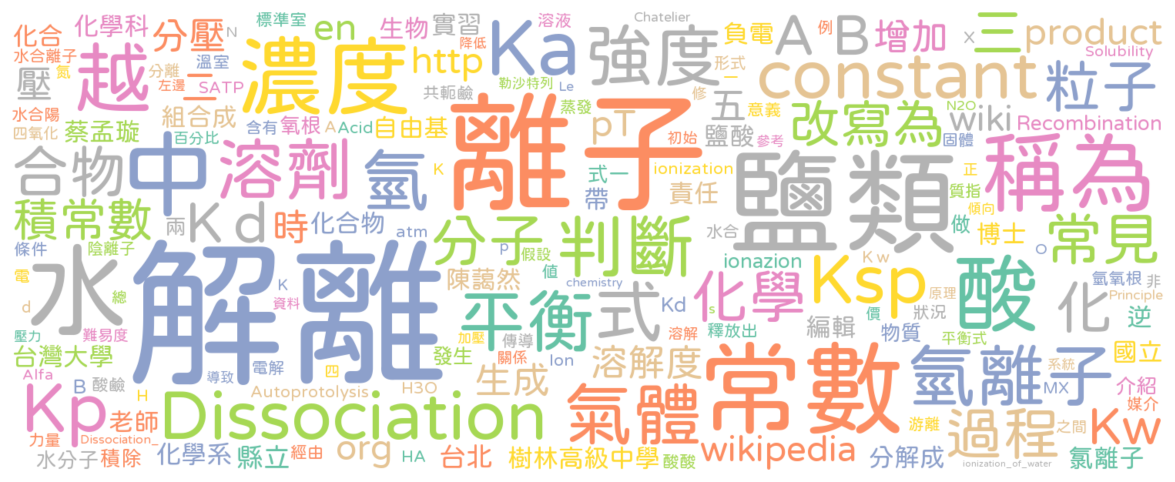 化合 化學科 分壓 標準室 N en 生物 實習 溶液 Chatelier 負電 A B 例 x 三 product
水合離子 降低 Ka 強度 形式 增加 Solubility
壓 氮 越 二 濃度 http 溫室 分離 左邊 SATP 勒沙特列 Le 一 constant 粒子
水合陽 組合成 共軛鹼 蒸發 修 五 意義 N2O
四氧化 蔡孟璇 百分比 含有 氧根 A Acid 自由基 離子 初始 pT 鹽酸 參考 改寫為 wiki 固體 Recombination
合物 中 溶劑 氫 K 式一 ionization 鹽類 正 稱為
帶 責任 質指 傾向
積常數 兩 Kd 時 化合物 atm 分子 判斷 水合 做 博士 常見
條件 陰離子 P 假設 ionazion Kw O 氫氧根 非
水 電 d 總 解離 K 資料 陳藹然 值 chemistry 化學 Ksp 酸 化 原理 Principle 逆
壓力 難易度 平衡 式 Kd s 釋放出 價 編輯 狀況 物質 平衡式
台灣大學 電解 發生 加壓 傳導 關係 Ion 溶解度 溶解 國立
Alfa B 酸鹼 導致 四 生成 常數 氫離子 系統 MX 介紹
Kp H Autoprotolysis H3O 氣體 媒介
老師 Dissociation 游離 過程 之間 Kw
力量 Dissociation_ wikipedia
水分子 積除 化學系 縣立 經由 org HA 台北 樹林高級中學 酸酸 分解成 ionization_of_water 氯離子